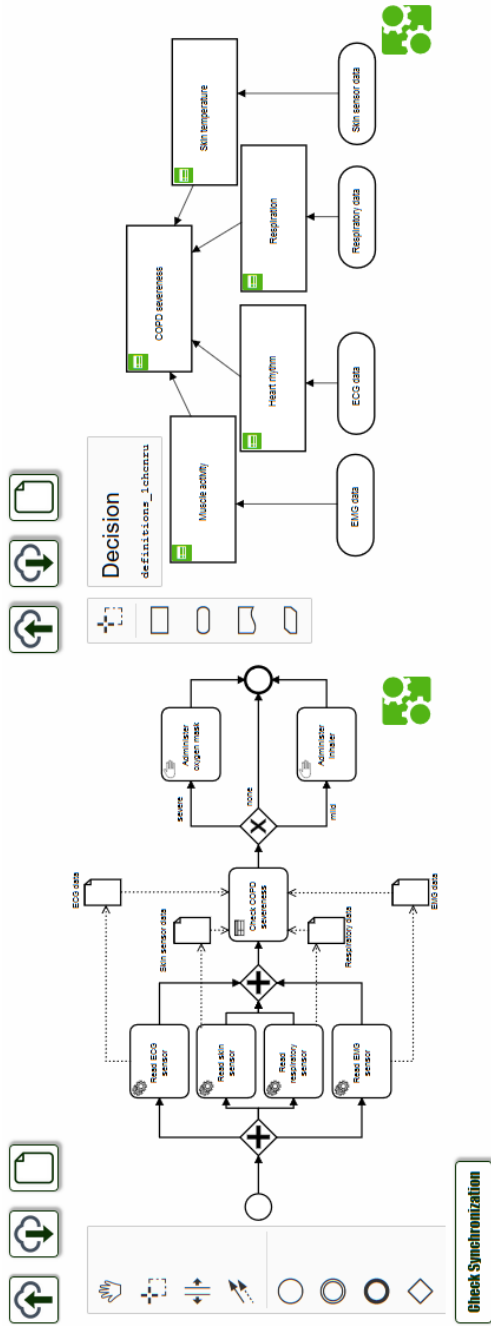 Read ECG
sensor
Read skin
sensor
Read
respiratory
sensor
Read EMG
sensor
ECG data
Skin sensor data
Respiratory data
EMG data
Check COPD
severeness
severe
none
mild
Administer
oxygen mask
Administer
inhaler
Check Synchronization
Decision
definitions_1chcnru
COPD severeness
Skin temperature
Muscle activity
Heart rhythm
Respiration
EMG data
ECG data
Respiratory data
Skin sensor data